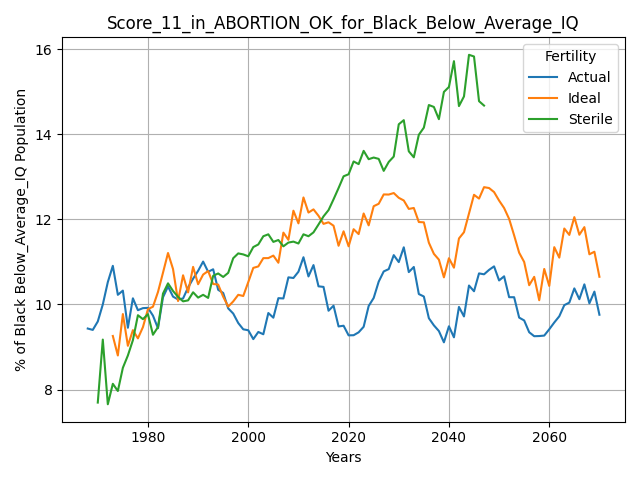 Score_11_in_ABORTION_OK_for_Black_Below_Average_IQ
% of Black Below_Average_IQ Population
16
14
12
10
8
Fertility
Actual
Ideal
Sterile
1980 2000 2020 2040 2060
Years